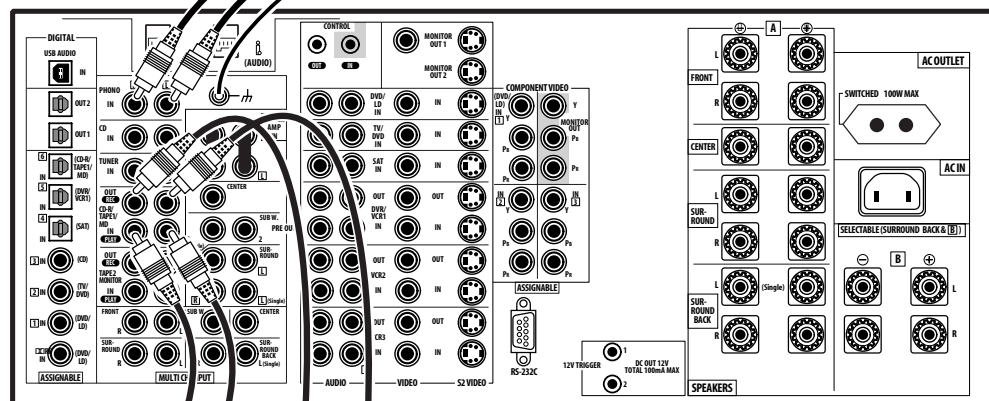 DIGITAL
USB AUDIO
IN
OUT 2
OUT 1
6
(CD-R/
TAPE1/
MD)
IN
5
(DVR/
VCR1)
IN
4
(SAT)
IN
3 IN
(CD)
2 IN
(TV/
DVD)
1 IN
(DVD/
LD)
IN
(DVD/
LD)
ASSIGNABLE
(AUDIO)
PHONO
IN
CD
IN
TUNER
IN
OUT
REC
CD-R/
TAPE1/
MD
IN
PLAY
OUT
REC
TAPE2
MONITOR
IN
PLAY
FRONT
R
L
SUR-
ROUND
R
L
AMP
L
CENTER
SUB W.
PRE OU
2
SUR-
ROUND
L
R
L (Single)
SUB W.
CENTER
SUR-
ROUND
BACK
R
L (Single)
CONTROL
OUT
IN
MONITOR
OUT 1
MONITOR
OUT 2
DVD/
LD
IN
IN
TV/
DVD
IN
IN
SAT
IN
IN
OUT
OUT
DVR/
VCR1
IN
IN
OUT
OUT
VCR2
IN
IN
OUT
OUT
CR3
IN
IN
AUDIO
VIDEO
S2 VIDEO
COMPONENT VIDEO
(DVD/
LD)
IN
1
Y
Y
MONITOR
OUT
PB
PB
PR
PR
IN
2
Y
Y
IN
3
PB
PB
PR
PR
ASSIGNABLE
RS-232C
12V TRIGGER
1
2
DC OUT 12V
TOTAL 100mA MAX
A
L
FRONT
R
CENTER
L
SUR-
ROUND
R
L
(Single)
SUR-
ROUND
BACK
R
SPEAKERS
AC OUTLET
SWITCHED 100W MAX
AC IN
SELECTABLE (SURROUND BACK & B)
B
L
R